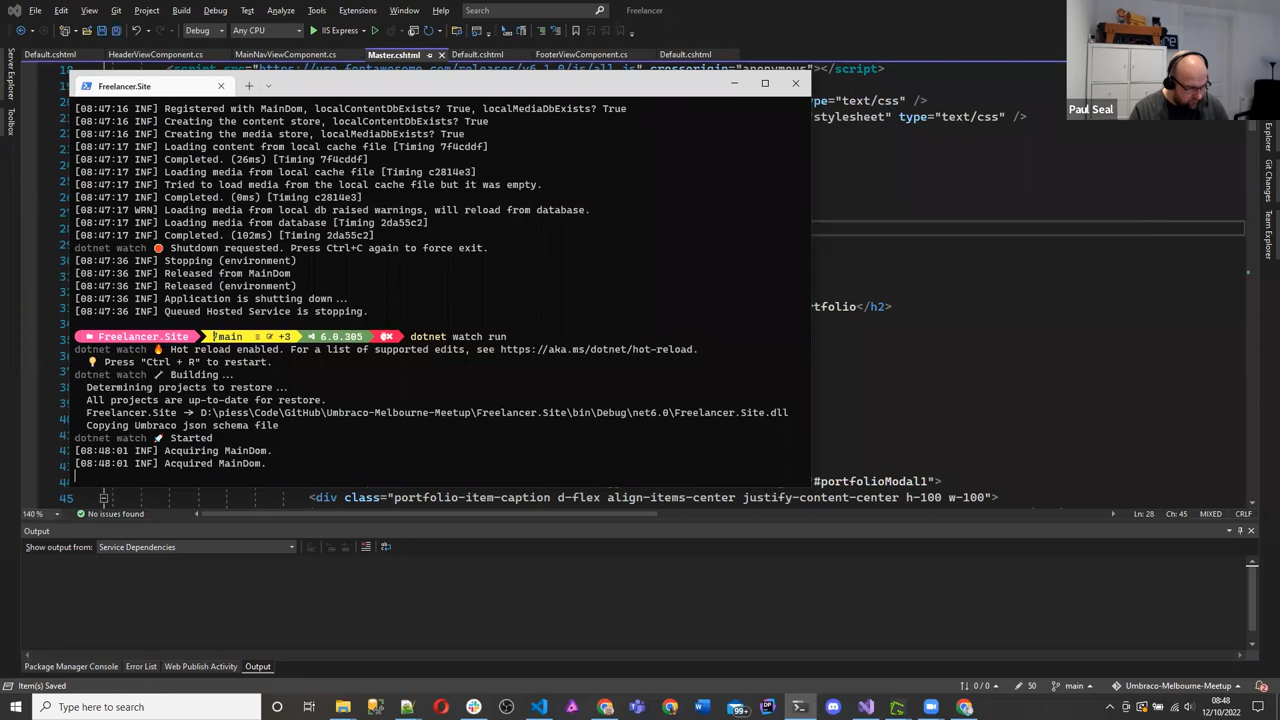 File Edit View Git Project Build Debug Test Analyze Tools Extensions Window Help Search Freelancer
Debug Any CPU IIS Express
Default.cshtml HeaderViewComponent.cs MainNavViewComponent.cs Master.cshtml Default.cshtml FooterViewComponent.cs Default.cshtml
Freelancer.Site
Paul Seal
="text/css" />
stylesheet" type="text/css" />
[08:47:16 INF] Registered with MainDom, localContentDbExists? True, localMediaDbExists? True
[08:47:16 INF] Creating the content store, localContentDbExists? True
[08:47:16 INF] Creating the media store, localMediaDbExists? True
[08:47:16 INF] Loading content from local cache file [Timing 7f4cddf]
[08:47:16 INF] Completed. (26ms) [Timing 7f4cddf]
[08:47:17 INF] Loading media from local cache file [Timing c2814e3]
[08:47:17 INF] Tried to load media from the local cache file but it was empty.
[08:47:17 INF] Completed. (0ms) [Timing c2814e3]
[08:47:17 WRN] Loading media from local db raised warnings, will reload from database.
[08:47:17 INF] Loading media from database [Timing 2da55c2]
[08:47:17 INF] Completed. (102ms) [Timing 2da55c2]
dotnet watch 🛑 Shutdown requested. Press Ctrl+C again to force exit.
[08:47:36 INF] Stopping (environment)
[08:47:36 INF] Released from MainDom
[08:47:36 INF] Released (environment)
[08:47:36 INF] Application is shutting down...
[08:47:36 INF] Queued Hosted Service is stopping.
tfolio</h2>
Freelancer.Site main ≡ +3 6.0.305 dotnet watch run
dotnet watch 🔥 Hot reload enabled. For a list of supported edits, see https://aka.ms/dotnet/hot-reload.
💡 Press "Ctrl + R" to restart.
dotnet watch 🔧 Building...
Determining projects to restore...
All projects are up-to-date for restore.
Freelancer.Site -> D:\piess\Code\GitHub\Umbraco-Melbourne-Meetup\Freelancer.Site\bin\Debug\net6.0\Freelancer.Site.dll
Copying Umbraco json schema file
dotnet watch 🚀 Started
[08:48:01 INF] Acquiring MainDom.
[08:48:01 INF] Acquired MainDom.
#portfolioModal1">
45 <div class="portfolio-item-caption d-flex align-items-center justify-content-center h-100 w-100">
140 % No issues found Ln: 28 Ch: 45 MIXED CRLF
Output
Show output from: Service Dependencies
Package Manager Console Error List Web Publish Activity Output
Item(s) Saved 0 / 0 50 main Umbraco-Melbourne-Meetup 2
Server Explorer
Toolbox
Explorer
Git Changes
Team Explorer
Type here to search 99+ 08:48
12/10/2022